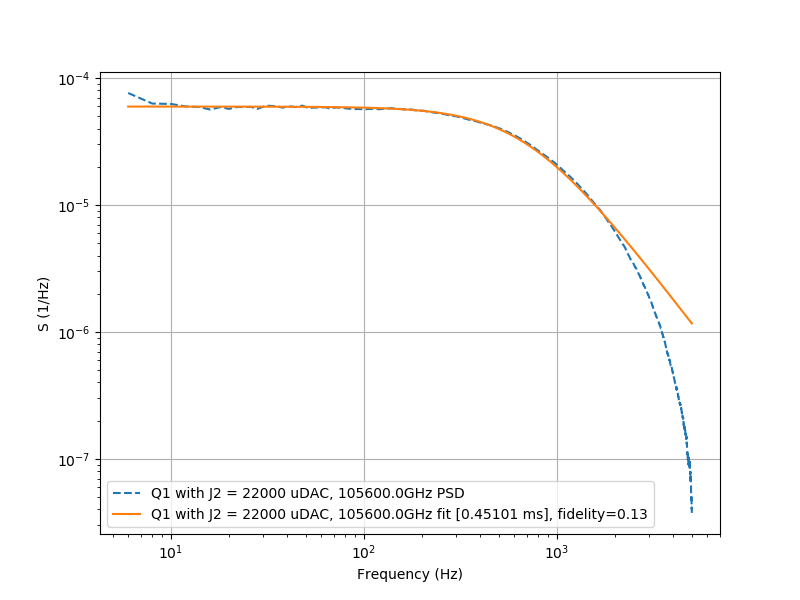 10⁻⁴
10⁻⁵
10⁻⁶
10⁻⁷
S (1/Hz)
Q1 with J2 = 22000 uDAC, 105600.0GHz PSD
Q1 with J2 = 22000 uDAC, 105600.0GHz fit [0.45101 ms], fidelity=0.13
10¹ 10² 10³
Frequency (Hz)